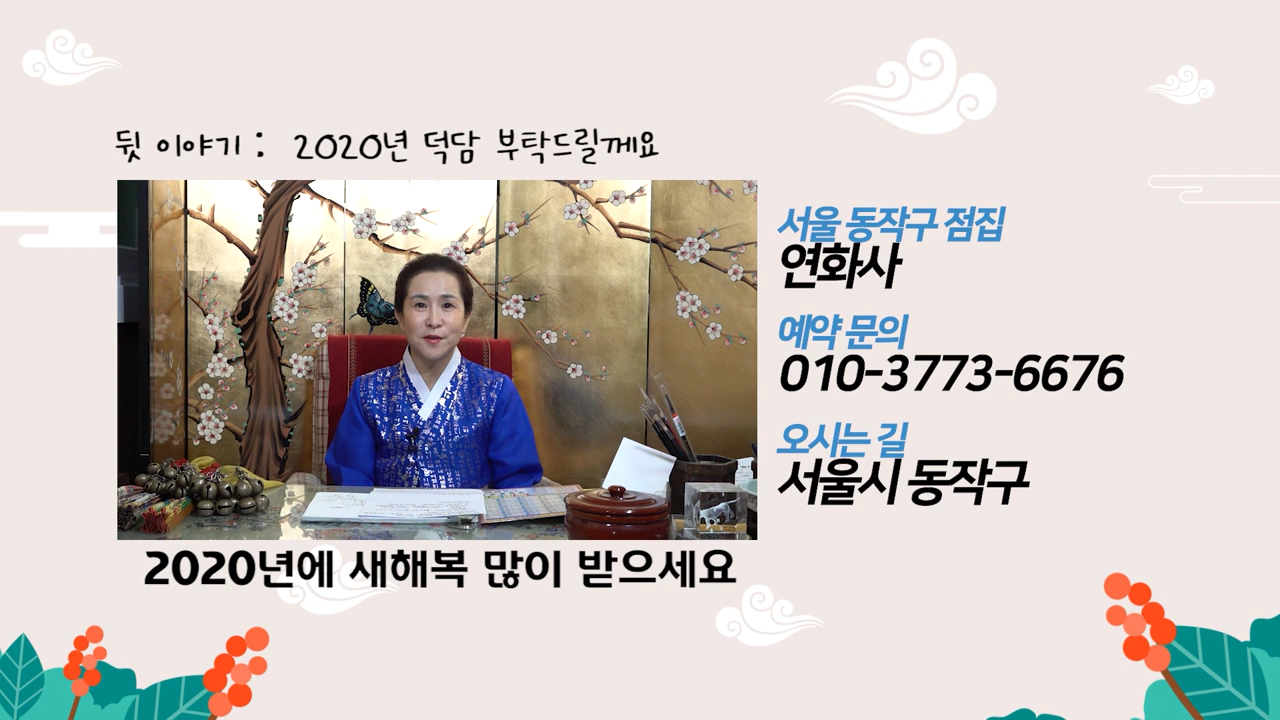 뒷 이야기 : 2020년 덕담 부탁드릴께요
서울 동작구 점집
연화사
예약 문의
010-3773-6676
오시는 길
서울시 동작구
2020년에 새해복 많이 받으세요